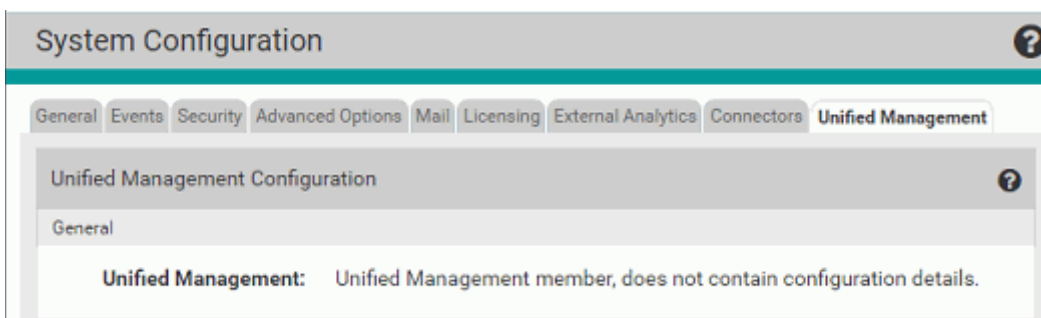 System Configuration
General Events Security Advanced Options Mail Licensing External Analytics Connectors Unified Management
Unified Management Configuration
General
Unified Management: Unified Management member, does not contain configuration details.